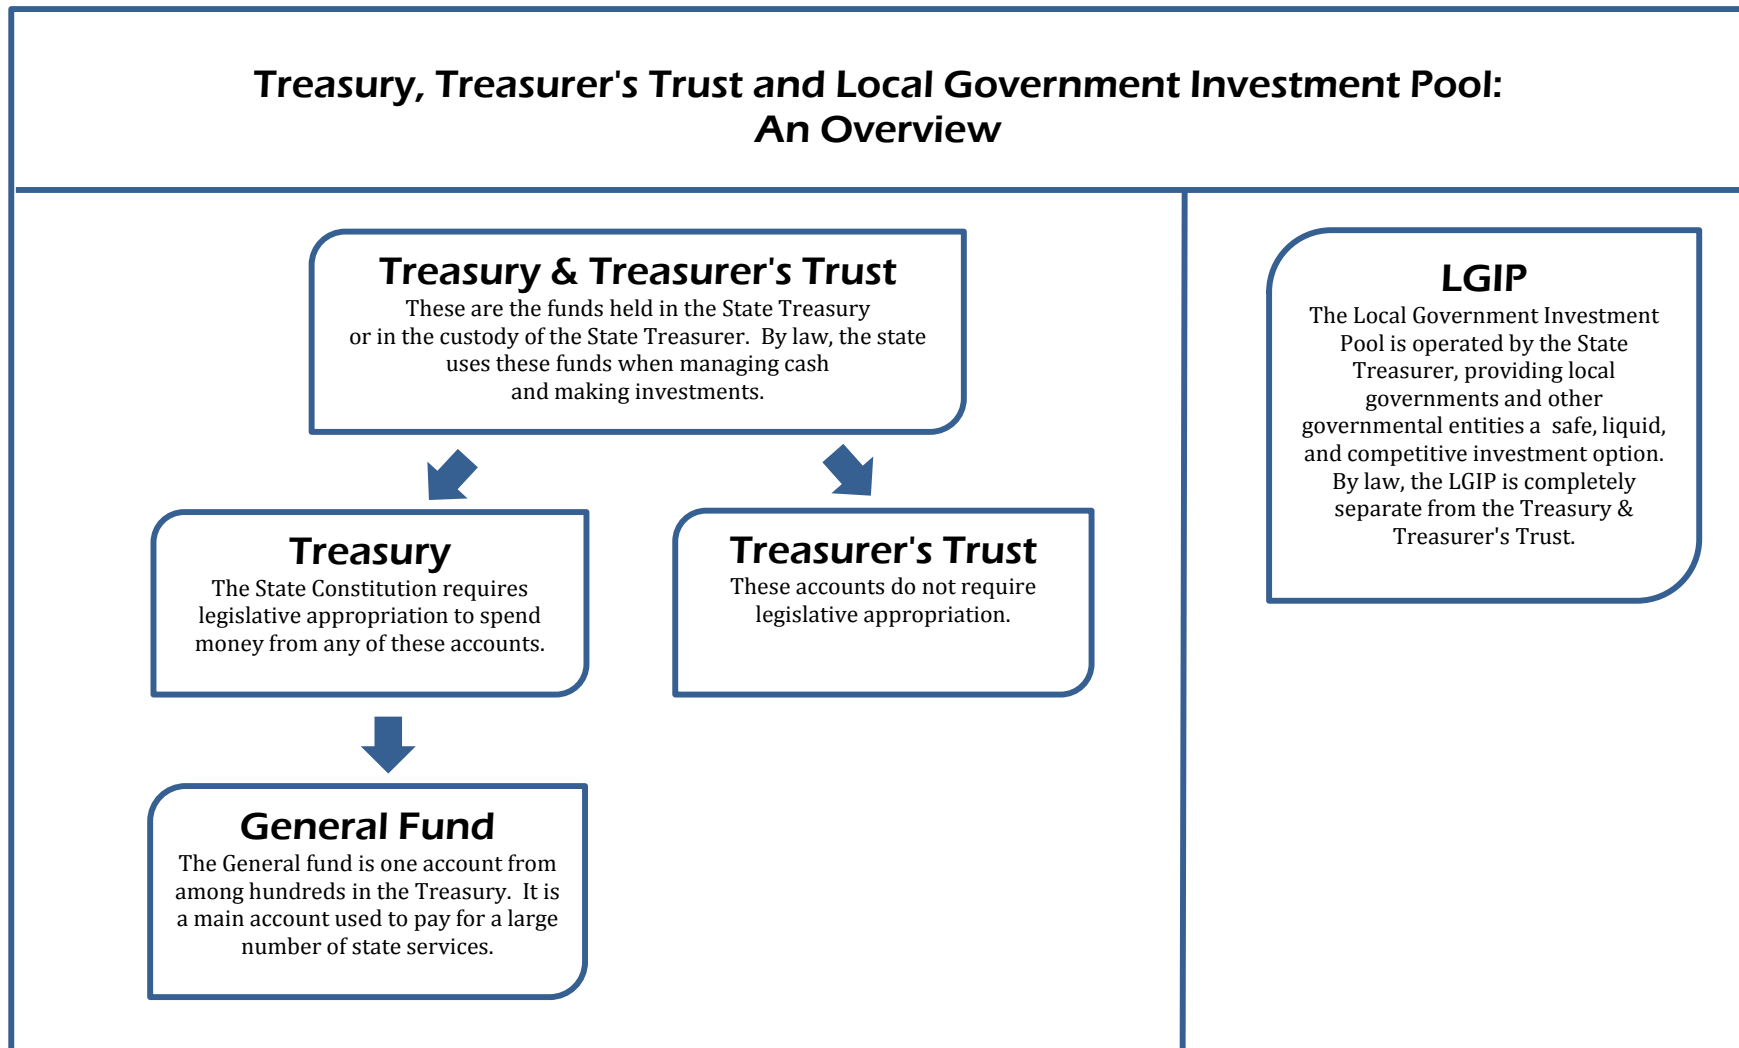 Treasury, Treasurer's Trust and Local Government Investment Pool:
An Overview
Treasury & Treasurer's Trust
These are the funds held in the State Treasury
or in the custody of the State Treasurer.  By law, the state
uses these funds when managing cash
and making investments.
Treasury
The State Constitution requires
legislative appropriation to spend
money from any of these accounts.
Treasurer's Trust
These accounts do not require
legislative appropriation.
General Fund
The General fund is one account from
among hundreds in the Treasury.  It is
a main account used to pay for a large
number of state services.
LGIP
The Local Government Investment
Pool is operated by the State
Treasurer, providing local
governments and other
governmental entities a  safe, liquid,
and competitive investment option.
By law, the LGIP is completely
separate from the Treasury &
Treasurer's Trust.